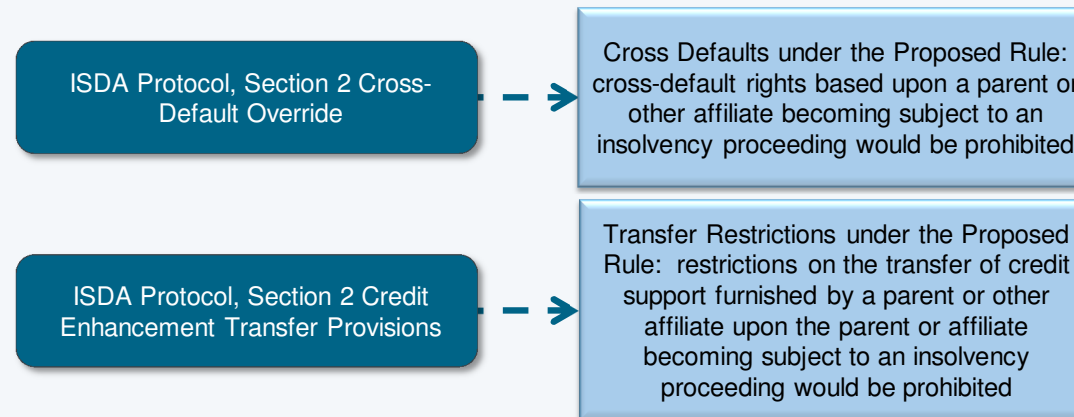 ISDA Protocol, Section 2 Cross-
Default Override
Cross Defaults under the Proposed Rule:
cross-default rights based upon a parent or
other affiliate becoming subject to an
insolvency proceeding would be prohibited
ISDA Protocol, Section 2 Credit
Enhancement Transfer Provisions
Transfer Restrictions under the Proposed
Rule: restrictions on the transfer of credit
support furnished by a parent or other
affiliate upon the parent or affiliate
becoming subject to an insolvency
proceeding would be prohibited